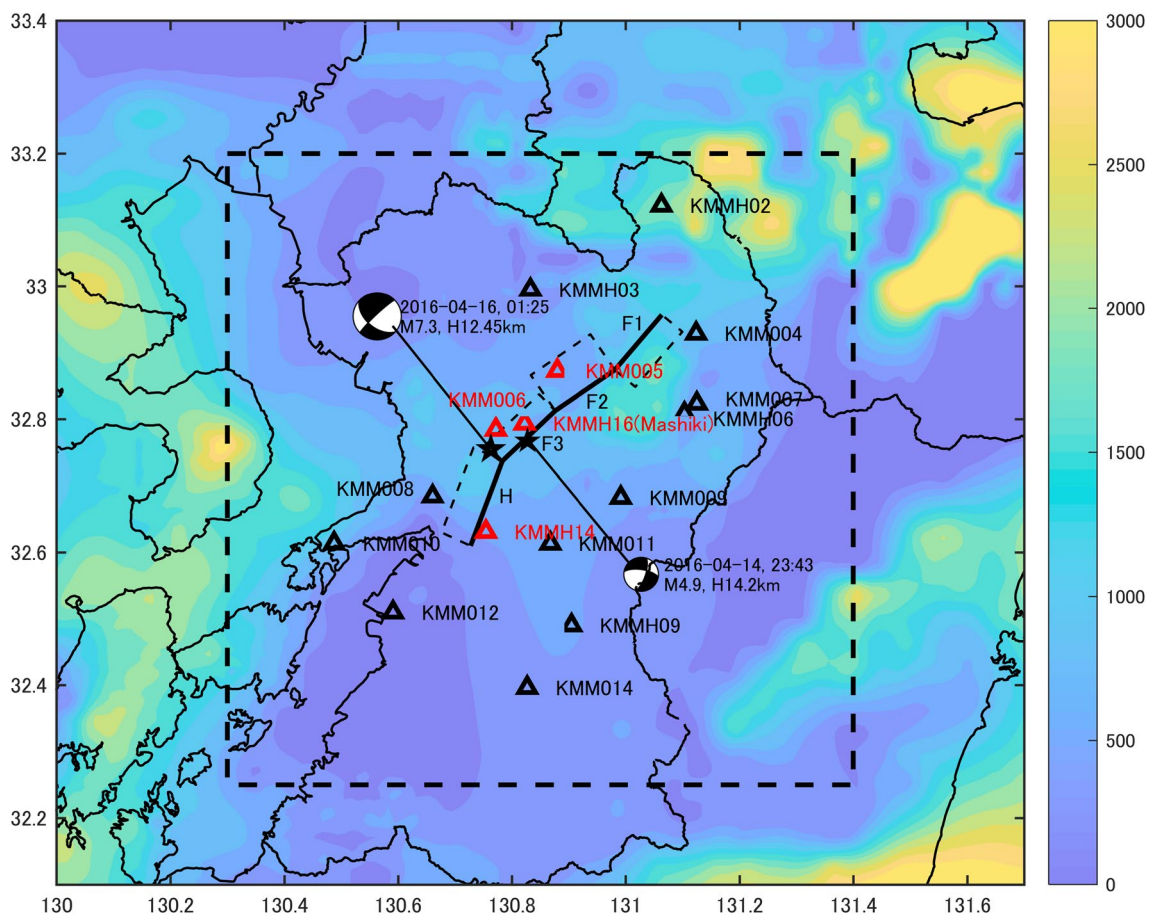 33.4
33.2
33
32.8
32.6
32.4
32.2
130
130.2
130.4
130.6
130.8
131
131.2
131.4
131.6
3000
2500
2000
1500
1000
500
0
KMMH02
KMMH03
2016-04-16, 01:25
M7.3, H12.45km
F1
KMM004
KMM005
KMM006
F2
KMM007
KMMH06
KMMH16(Mashiki)
F3
KMM008
H
KMM009
KMMH14
KMM010
KMM011
2016-04-14, 23:43
M4.9, H14.2km
KMM012
KMMH09
KMM014